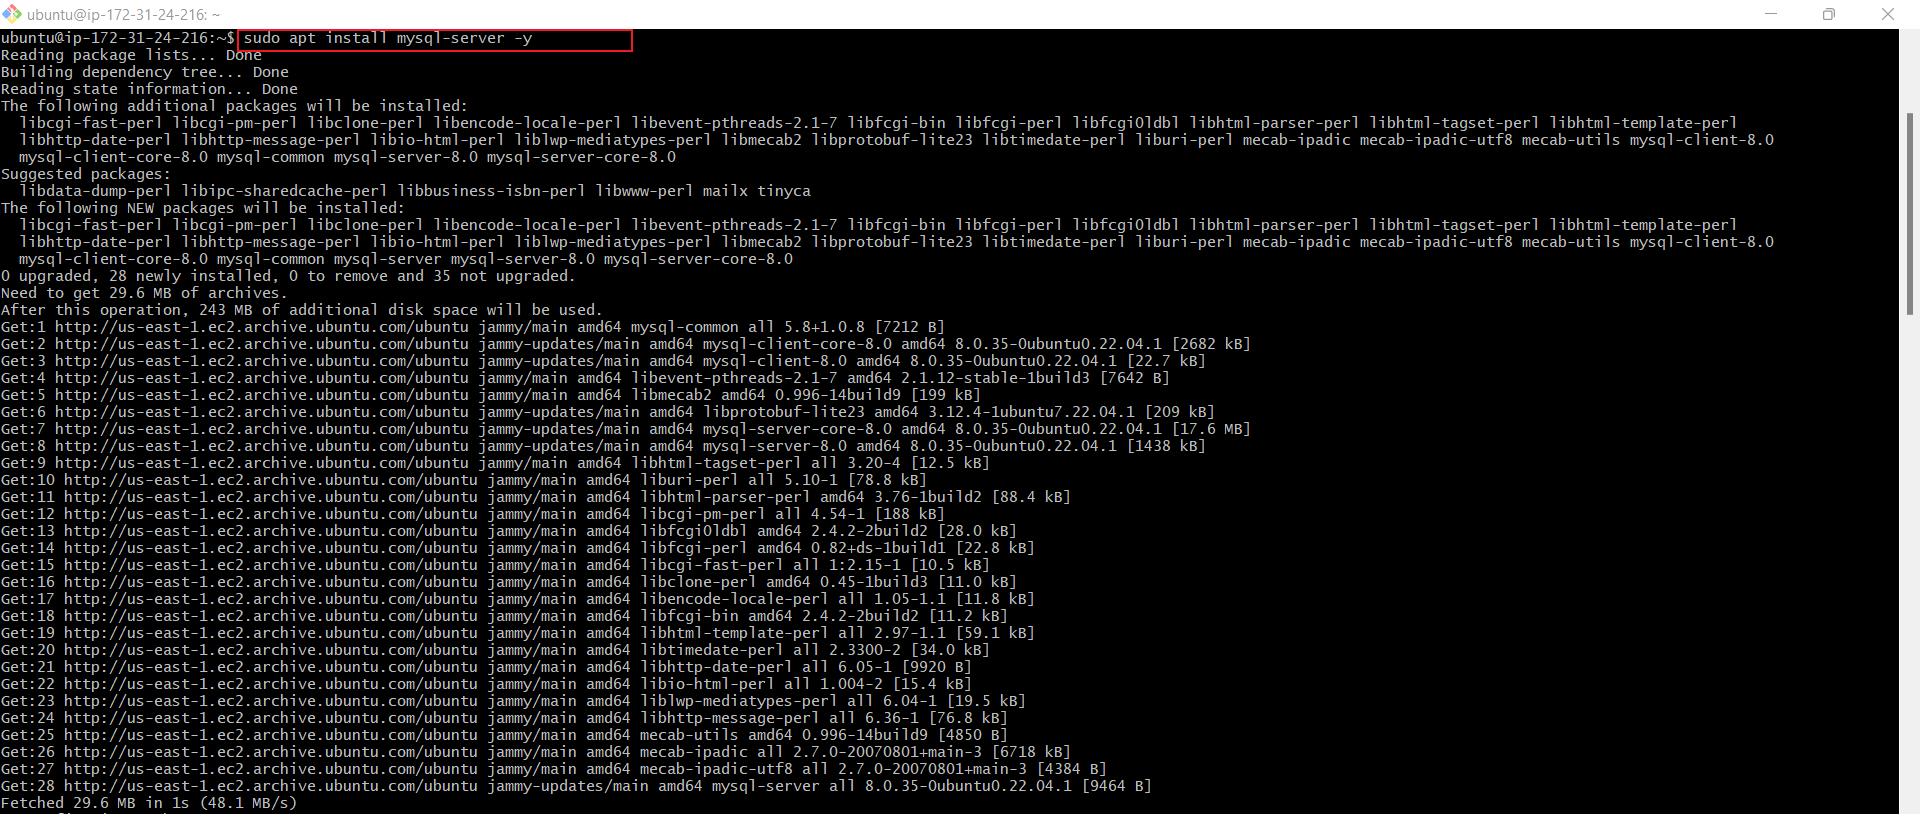 ubuntu@ip-172-31-24-216: ~
ubuntu@ip-172-31-24-216:~$ sudo apt install mysql-server -y
Reading package lists... Done
Building dependency tree... Done
Reading state information... Done
The following additional packages will be installed:
  libcgi-fast-perl libcgi-pm-perl libclone-perl libencode-locale-perl libevent-pthreads-2.1-7 libfcgi-bin libfcgi-perl libfcgi0ldbl libhtml-parser-perl libhtml-tagset-perl libhtml-template-perl
  libhttp-date-perl libhttp-message-perl libio-html-perl liblwp-mediatypes-perl libmecab2 libprotobuf-lite23 libtimedate-perl liburi-perl mecab-ipadic mecab-ipadic-utf8 mecab-utils mysql-client-8.0
  mysql-client-core-8.0 mysql-common mysql-server-8.0 mysql-server-core-8.0
Suggested packages:
  libdata-dump-perl libipc-sharedcache-perl libbusiness-isbn-perl libwww-perl mailx tinyca
The following NEW packages will be installed:
  libcgi-fast-perl libcgi-pm-perl libclone-perl libencode-locale-perl libevent-pthreads-2.1-7 libfcgi-bin libfcgi-perl libfcgi0ldbl libhtml-parser-perl libhtml-tagset-perl libhtml-template-perl
  libhttp-date-perl libhttp-message-perl libio-html-perl liblwp-mediatypes-perl libmecab2 libprotobuf-lite23 libtimedate-perl liburi-perl mecab-ipadic mecab-ipadic-utf8 mecab-utils mysql-client-8.0
  mysql-client-core-8.0 mysql-common mysql-server mysql-server-8.0 mysql-server-core-8.0
0 upgraded, 28 newly installed, 0 to remove and 35 not upgraded.
Need to get 29.6 MB of archives.
After this operation, 243 MB of additional disk space will be used.
Get:1 http://us-east-1.ec2.archive.ubuntu.com/ubuntu jammy/main amd64 mysql-common all 5.8+1.0.8 [7212 B]
Get:2 http://us-east-1.ec2.archive.ubuntu.com/ubuntu jammy-updates/main amd64 mysql-client-core-8.0 amd64 8.0.35-0ubuntu0.22.04.1 [2682 kB]
Get:3 http://us-east-1.ec2.archive.ubuntu.com/ubuntu jammy-updates/main amd64 mysql-client-8.0 amd64 8.0.35-0ubuntu0.22.04.1 [22.7 kB]
Get:4 http://us-east-1.ec2.archive.ubuntu.com/ubuntu jammy/main amd64 libevent-pthreads-2.1-7 amd64 2.1.12-stable-1build3 [7642 B]
Get:5 http://us-east-1.ec2.archive.ubuntu.com/ubuntu jammy/main amd64 libmecab2 amd64 0.996-14build9 [199 kB]
Get:6 http://us-east-1.ec2.archive.ubuntu.com/ubuntu jammy-updates/main amd64 libprotobuf-lite23 amd64 3.12.4-1ubuntu7.22.04.1 [209 kB]
Get:7 http://us-east-1.ec2.archive.ubuntu.com/ubuntu jammy-updates/main amd64 mysql-server-core-8.0 amd64 8.0.35-0ubuntu0.22.04.1 [17.6 MB]
Get:8 http://us-east-1.ec2.archive.ubuntu.com/ubuntu jammy-updates/main amd64 mysql-server-8.0 amd64 8.0.35-0ubuntu0.22.04.1 [1438 kB]
Get:9 http://us-east-1.ec2.archive.ubuntu.com/ubuntu jammy/main amd64 libhtml-tagset-perl all 3.20-4 [12.5 kB]
Get:10 http://us-east-1.ec2.archive.ubuntu.com/ubuntu jammy/main amd64 liburi-perl all 5.10-1 [78.8 kB]
Get:11 http://us-east-1.ec2.archive.ubuntu.com/ubuntu jammy/main amd64 libhtml-parser-perl amd64 3.76-1build2 [88.4 kB]
Get:12 http://us-east-1.ec2.archive.ubuntu.com/ubuntu jammy/main amd64 libcgi-pm-perl all 4.54-1 [188 kB]
Get:13 http://us-east-1.ec2.archive.ubuntu.com/ubuntu jammy/main amd64 libfcgi0ldbl amd64 2.4.2-2build2 [28.0 kB]
Get:14 http://us-east-1.ec2.archive.ubuntu.com/ubuntu jammy/main amd64 libfcgi-perl amd64 0.82+ds-1build1 [22.8 kB]
Get:15 http://us-east-1.ec2.archive.ubuntu.com/ubuntu jammy/main amd64 libcgi-fast-perl all 1:2.15-1 [10.5 kB]
Get:16 http://us-east-1.ec2.archive.ubuntu.com/ubuntu jammy/main amd64 libclone-perl amd64 0.45-1build3 [11.0 kB]
Get:17 http://us-east-1.ec2.archive.ubuntu.com/ubuntu jammy/main amd64 libencode-locale-perl all 1.05-1.1 [11.8 kB]
Get:18 http://us-east-1.ec2.archive.ubuntu.com/ubuntu jammy/main amd64 libfcgi-bin amd64 2.4.2-2build2 [11.2 kB]
Get:19 http://us-east-1.ec2.archive.ubuntu.com/ubuntu jammy/main amd64 libhtml-template-perl all 2.97-1.1 [59.1 kB]
Get:20 http://us-east-1.ec2.archive.ubuntu.com/ubuntu jammy/main amd64 libtimedate-perl all 2.3300-2 [34.0 kB]
Get:21 http://us-east-1.ec2.archive.ubuntu.com/ubuntu jammy/main amd64 libhttp-date-perl all 6.05-1 [9920 B]
Get:22 http://us-east-1.ec2.archive.ubuntu.com/ubuntu jammy/main amd64 libio-html-perl all 1.004-2 [15.4 kB]
Get:23 http://us-east-1.ec2.archive.ubuntu.com/ubuntu jammy/main amd64 liblwp-mediatypes-perl all 6.04-1 [19.5 kB]
Get:24 http://us-east-1.ec2.archive.ubuntu.com/ubuntu jammy/main amd64 libhttp-message-perl all 6.36-1 [76.8 kB]
Get:25 http://us-east-1.ec2.archive.ubuntu.com/ubuntu jammy/main amd64 mecab-utils amd64 0.996-14build9 [4850 B]
Get:26 http://us-east-1.ec2.archive.ubuntu.com/ubuntu jammy/main amd64 mecab-ipadic all 2.7.0-20070801+main-3 [6718 kB]
Get:27 http://us-east-1.ec2.archive.ubuntu.com/ubuntu jammy/main amd64 mecab-ipadic-utf8 all 2.7.0-20070801+main-3 [4384 B]
Get:28 http://us-east-1.ec2.archive.ubuntu.com/ubuntu jammy-updates/main amd64 mysql-server all 8.0.35-0ubuntu0.22.04.1 [9464 B]
Fetched 29.6 MB in 1s (48.1 MB/s)